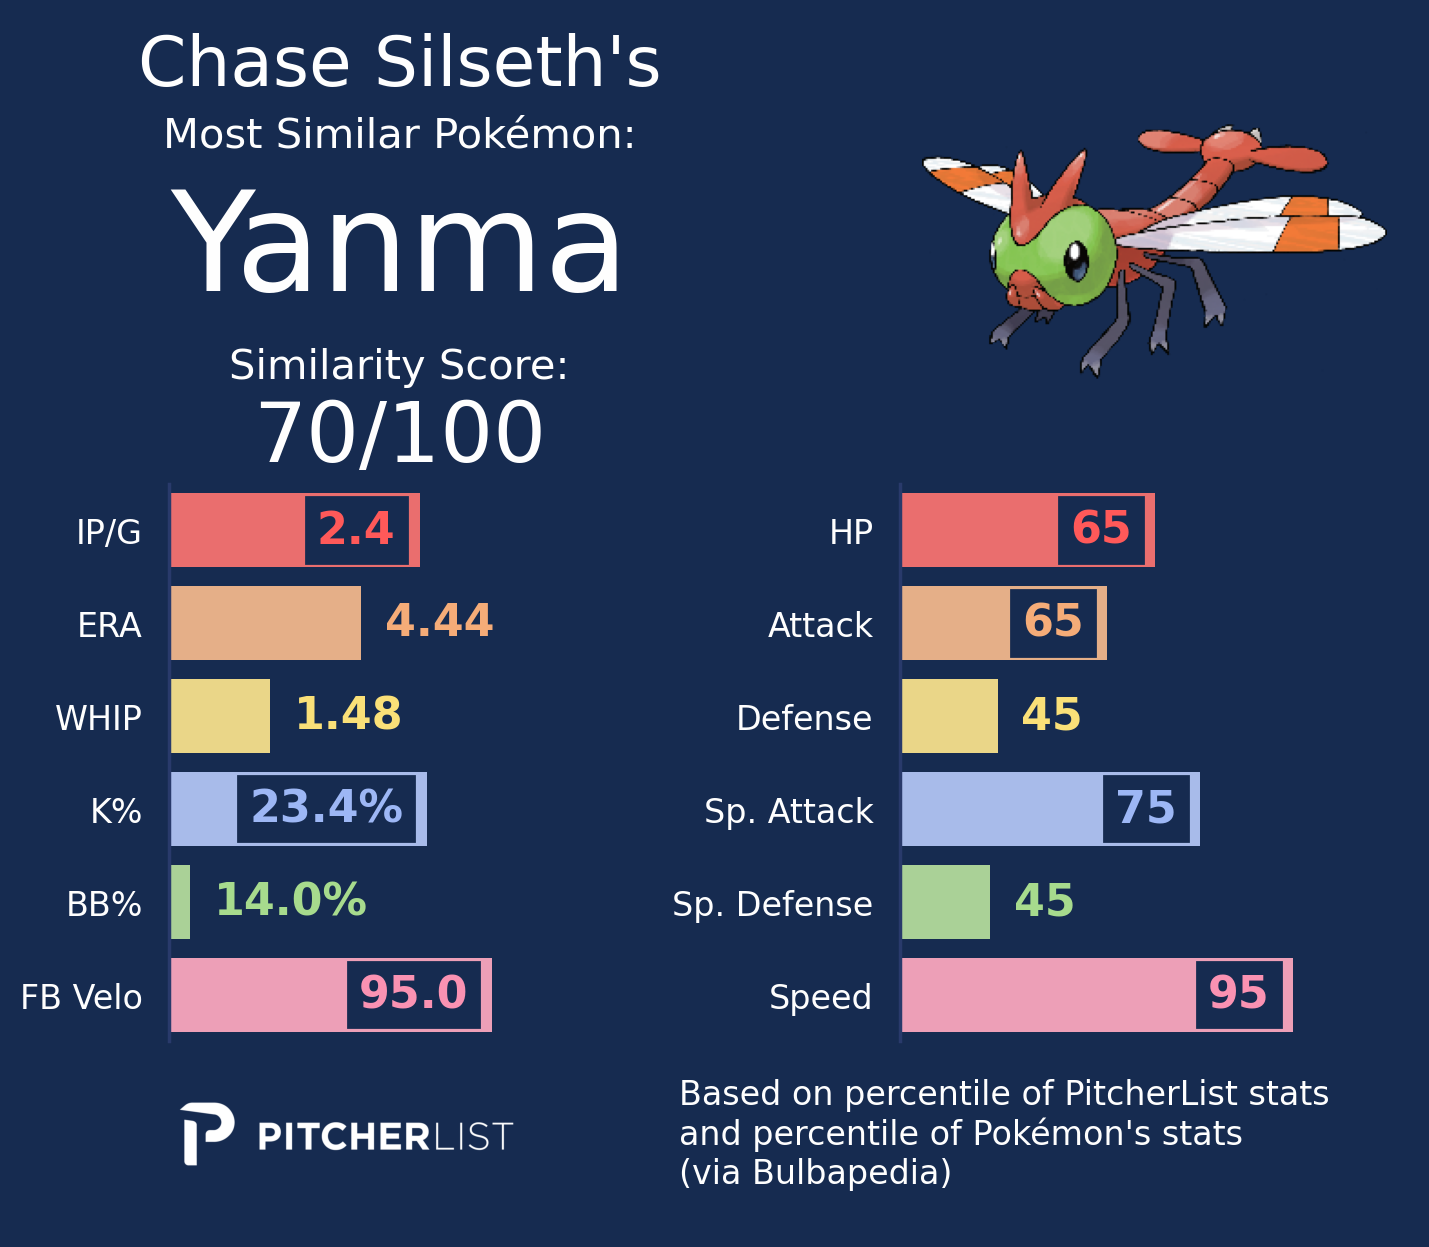 Chase Silseth's
Most Similar Pokémon:
Yanma
Similarity Score:
70/100
IP/G 2.4
ERA 4.44
WHIP 1.48
K% 23.4%
BB% 14.0%
FB Velo 95.0
HP 65
Attack 65
Defense 45
Sp. Attack 75
Sp. Defense 45
Speed 95
PITCHERLIST
Based on percentile of PitcherList stats
and percentile of Pokémon's stats
(via Bulbapedia)